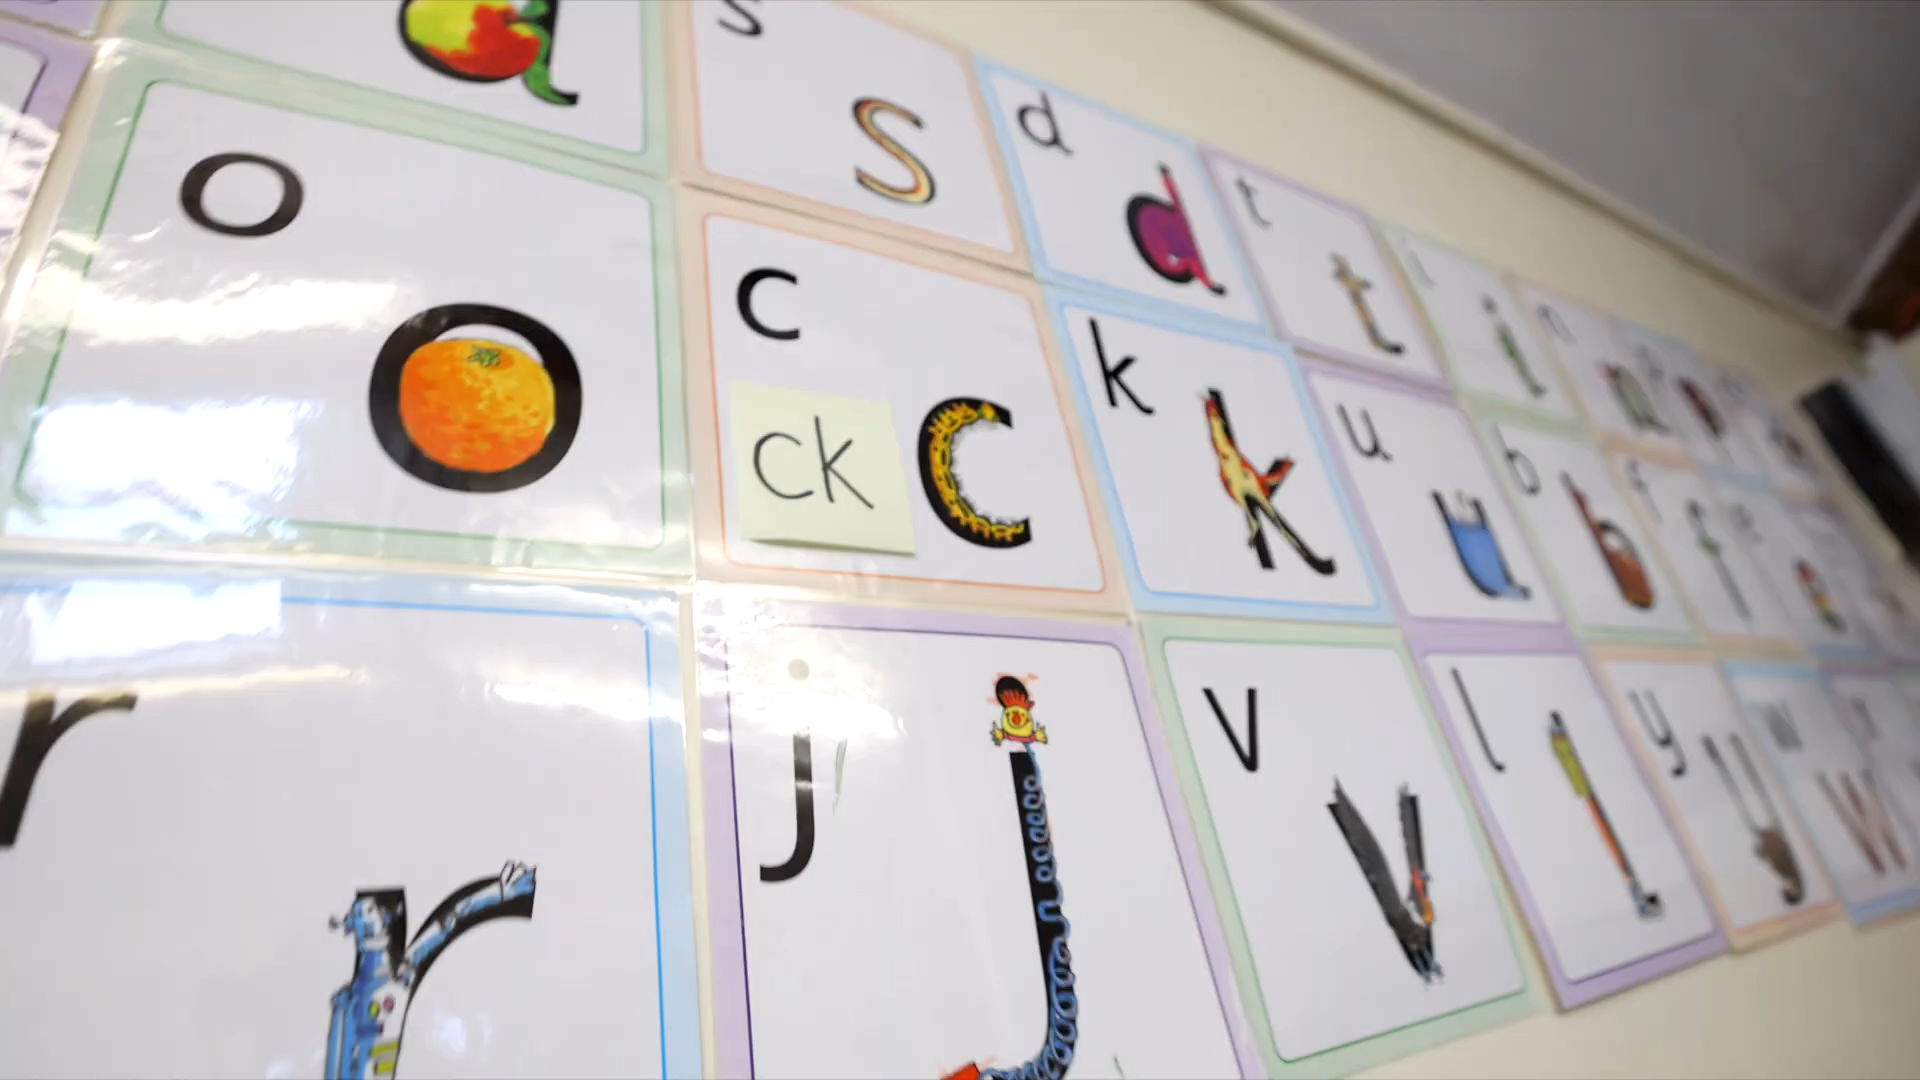 a
s s
d d
t t
i i
n
o o
c c
ck
k k
u u
b b
f f
r r
j j
v v
l l
y y
w w